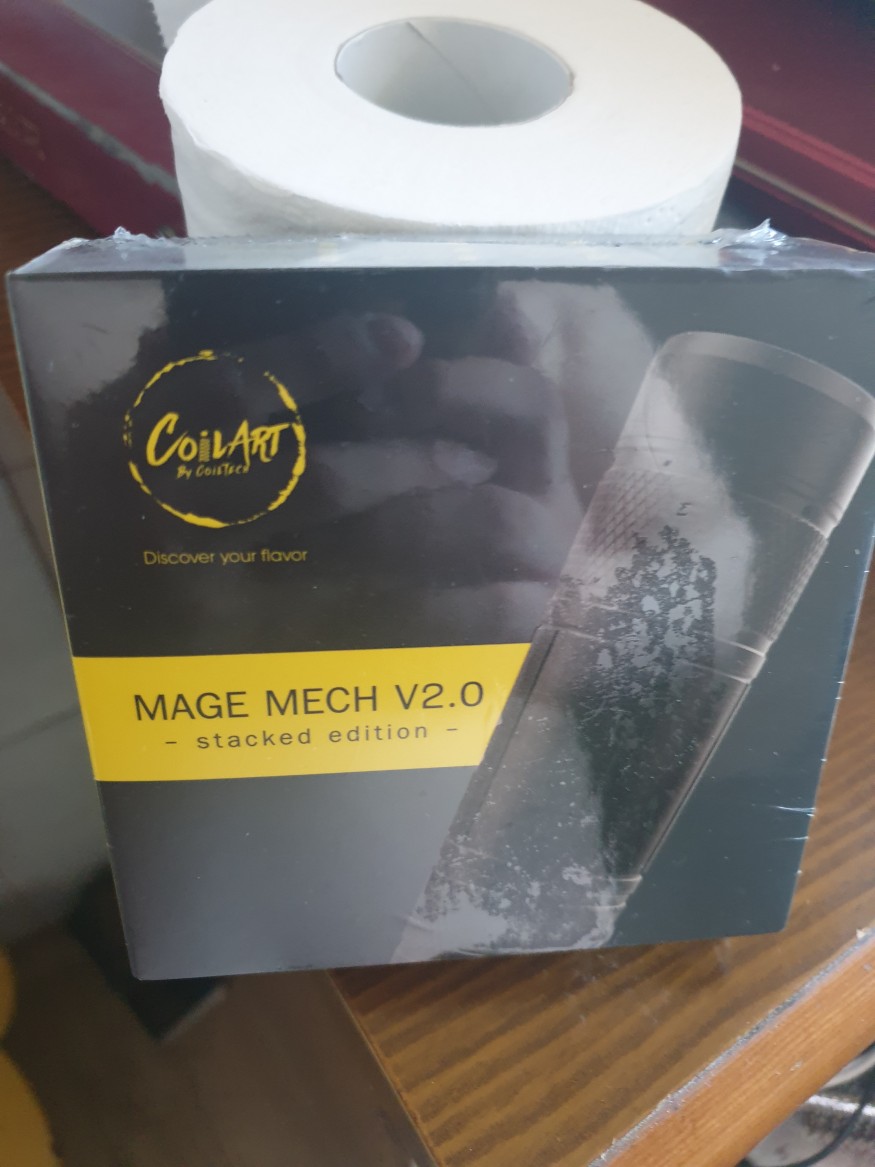 CoilART
By CoilTech
Discover your flavor
MAGE MECH V2.0
- stacked edition -